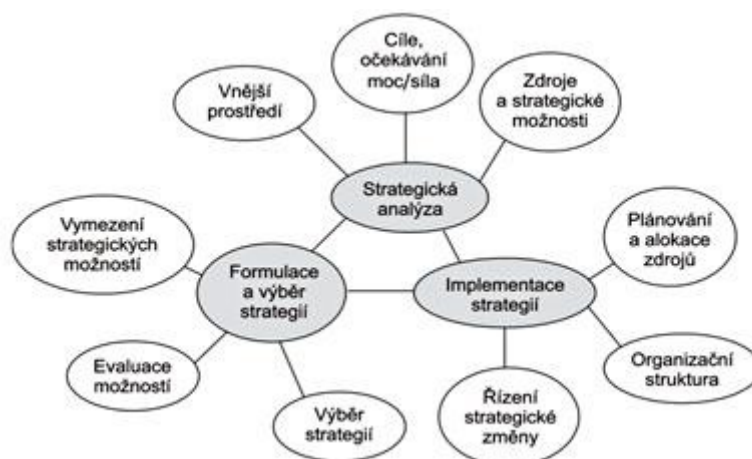 Cíle,
očekávání
moc/síla
Vnější
prostředí
Zdroje
a strategické
možnosti
Strategická
analýza
Vymezení
strategických
možností
Formulace
a výběr
strategií
Implementace
strategií
Plánování
a alokace
zdrojů
Evaluace
možností
Výběr
strategií
Řízení
strategické
změny
Organizační
struktura